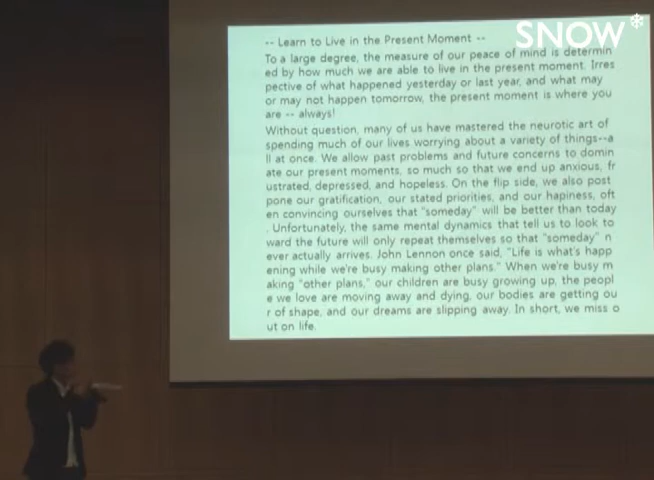 SNOW
-- Learn to Live in the Present Moment --
To a large degree, the measure of our peace of mind is determin
ed by how much we are able to live in the present moment. Irres
pective of what happened yesterday or last year, and what may
or may not happen tomorrow, the present moment is where you
are -- always!
Without question, many of us have mastered the neurotic art of
spending much of our lives worrying about a variety of things--a
ll at once. We allow past problems and future concerns to domin
ate our present moments, so much so that we end up anxious, fr
ustrated, depressed, and hopeless. On the flip side, we also post
pone our gratification, our stated priorities, and our hapiness, oft
en convincing ourselves that "someday" will be better than today
. Unfortunately, the same mental dynamics that tell us to look to
ward the future will only repeat themselves so that "someday" n
ever actually arrives. John Lennon once said, "Life is what's happ
ening while we're busy making other plans." When we're busy m
aking "other plans," our children are busy growing up, the peopl
e we love are moving away and dying, our bodies are getting ou
r of shape, and our dreams are slipping away. In short, we miss o
ut on life.